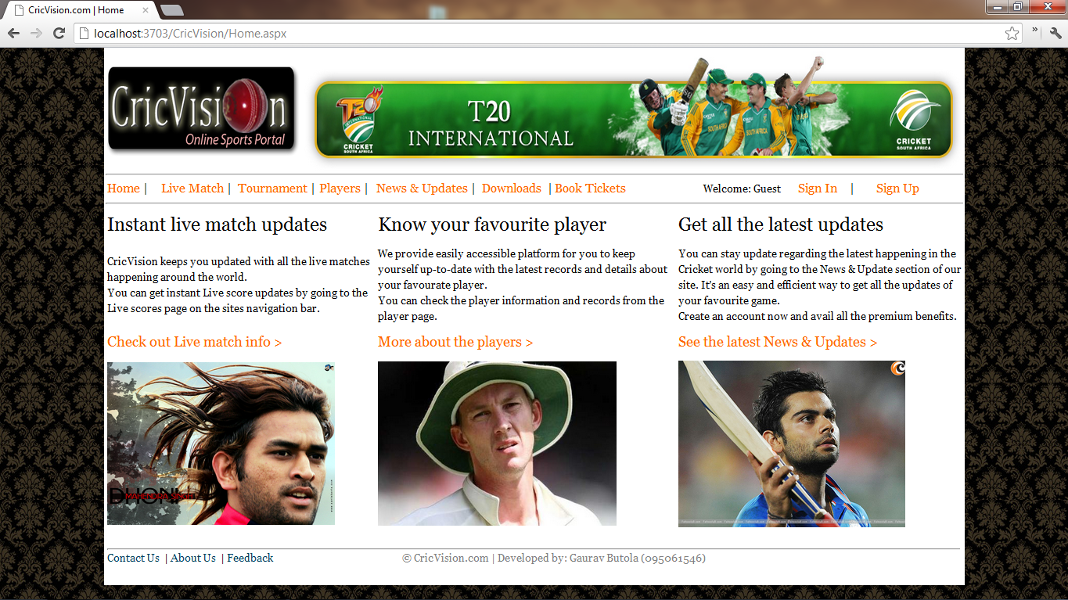 CricVision.com | Home
localhost:3703/CricVision/Home.aspx
CricVision
Online Sports Portal
T20
CRICKET
SOUTH AFRICA
T20
INTERNATIONAL
CRICKET
SOUTH AFRICA
Home | Live Match | Tournament | Players | News & Updates | Downloads | Book Tickets
Welcome: Guest Sign In | Sign Up
Instant live match updates
CricVision keeps you updated with all the live matches
happening around the world.
You can get instant Live score updates by going to the
Live scores page on the sites navigation bar.
Check out Live match info >
Know your favourite player
We provide easily accessible platform for you to keep
yourself up-to-date with the latest records and details about
your favourate player.
You can check the player information and records from the
player page.
More about the players >
Get all the latest updates
You can stay update regarding the latest happening in the
Cricket world by going to the News & Update section of our
site. It's an easy and efficient way to get all the updates of
your favourite game.
Create an account now and avail all the premium benefits.
See the latest News & Updates >
DHONI
Contact Us | About Us | Feedback
© CricVision.com | Developed by: Gaurav Butola (095061546)